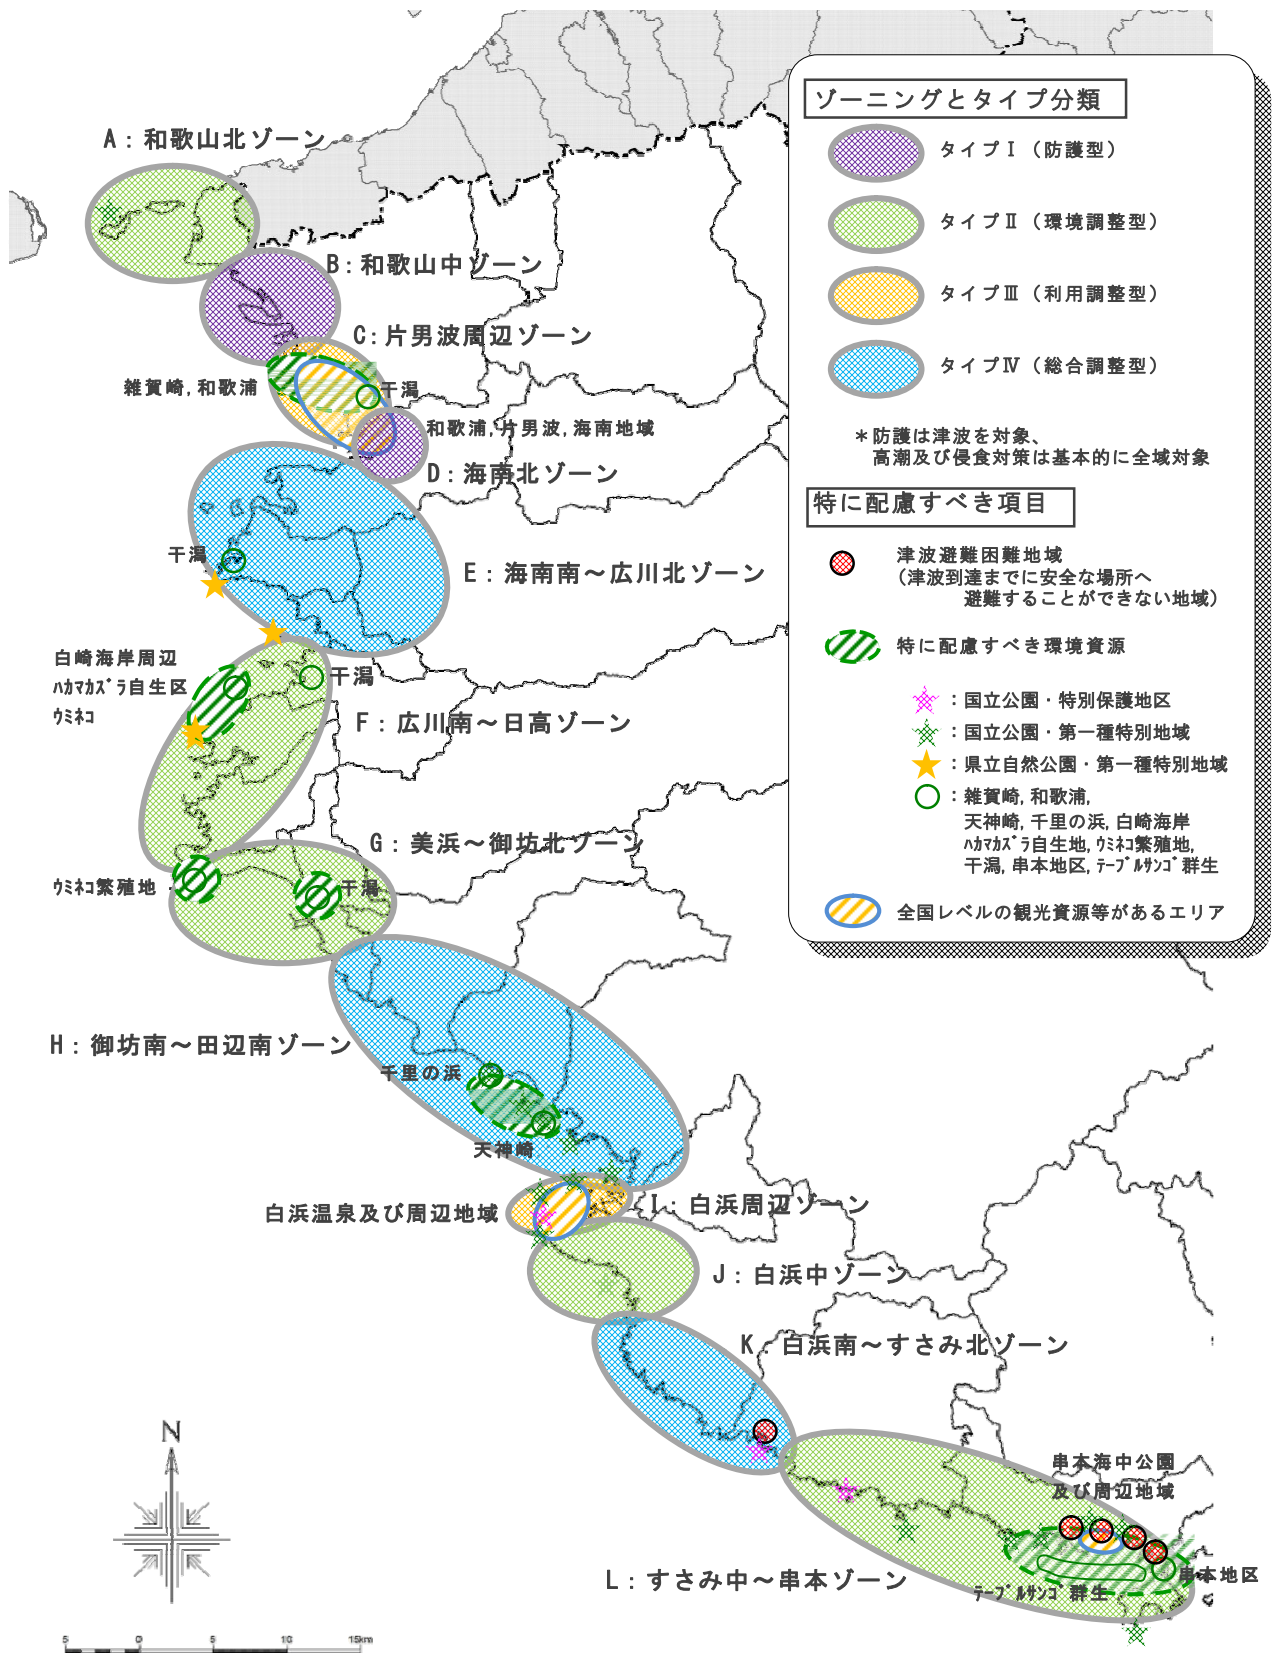 A：和歌山北ゾーン
B：和歌山中ゾーン
C：片男波周辺ゾーン
雑賀崎,和歌浦
干潟
和歌浦,片男波,海南地域
D：海南北ゾーン
干潟
E：海南南～広川北ゾーン
白崎海岸周辺
ﾊｶﾏｶｽﾞﾗ自生区
ｳﾐﾈｺ
干潟
F：広川南～日高ゾーン
G：美浜～御坊北ゾーン
ｳﾐﾈｺ繁殖地
干潟
H：御坊南～田辺南ゾーン
千里の浜
天神崎
白浜温泉及び周辺地域
I：白浜周辺ゾーン
J：白浜中ゾーン
K 白浜南～すさみ北ゾーン
串本海中公園
及び周辺地域
L：すさみ中～串本ゾーン
串本地区
ﾃｰﾌﾞﾙｻﾝｺﾞ群生
N
5 0 5 10 15km
ゾーニングとタイプ分類
タイプⅠ（防護型）
タイプⅡ（環境調整型）
タイプⅢ（利用調整型）
タイプⅣ（総合調整型）
＊防護は津波を対象、
高潮及び侵食対策は基本的に全域対象
特に配慮すべき項目
津波避難困難地域
（津波到達までに安全な場所へ
避難することができない地域）
特に配慮すべき環境資源
：国立公園・特別保護地区
：国立公園・第一種特別地域
：県立自然公園・第一種特別地域
：雑賀崎,和歌浦,
天神崎,千里の浜,白崎海岸
ﾊｶﾏｶｽﾞﾗ自生地,ｳﾐﾈｺ繁殖地,
干潟,串本地区,ﾃｰﾌﾞﾙｻﾝｺﾞ群生
全国レベルの観光資源等があるエリア